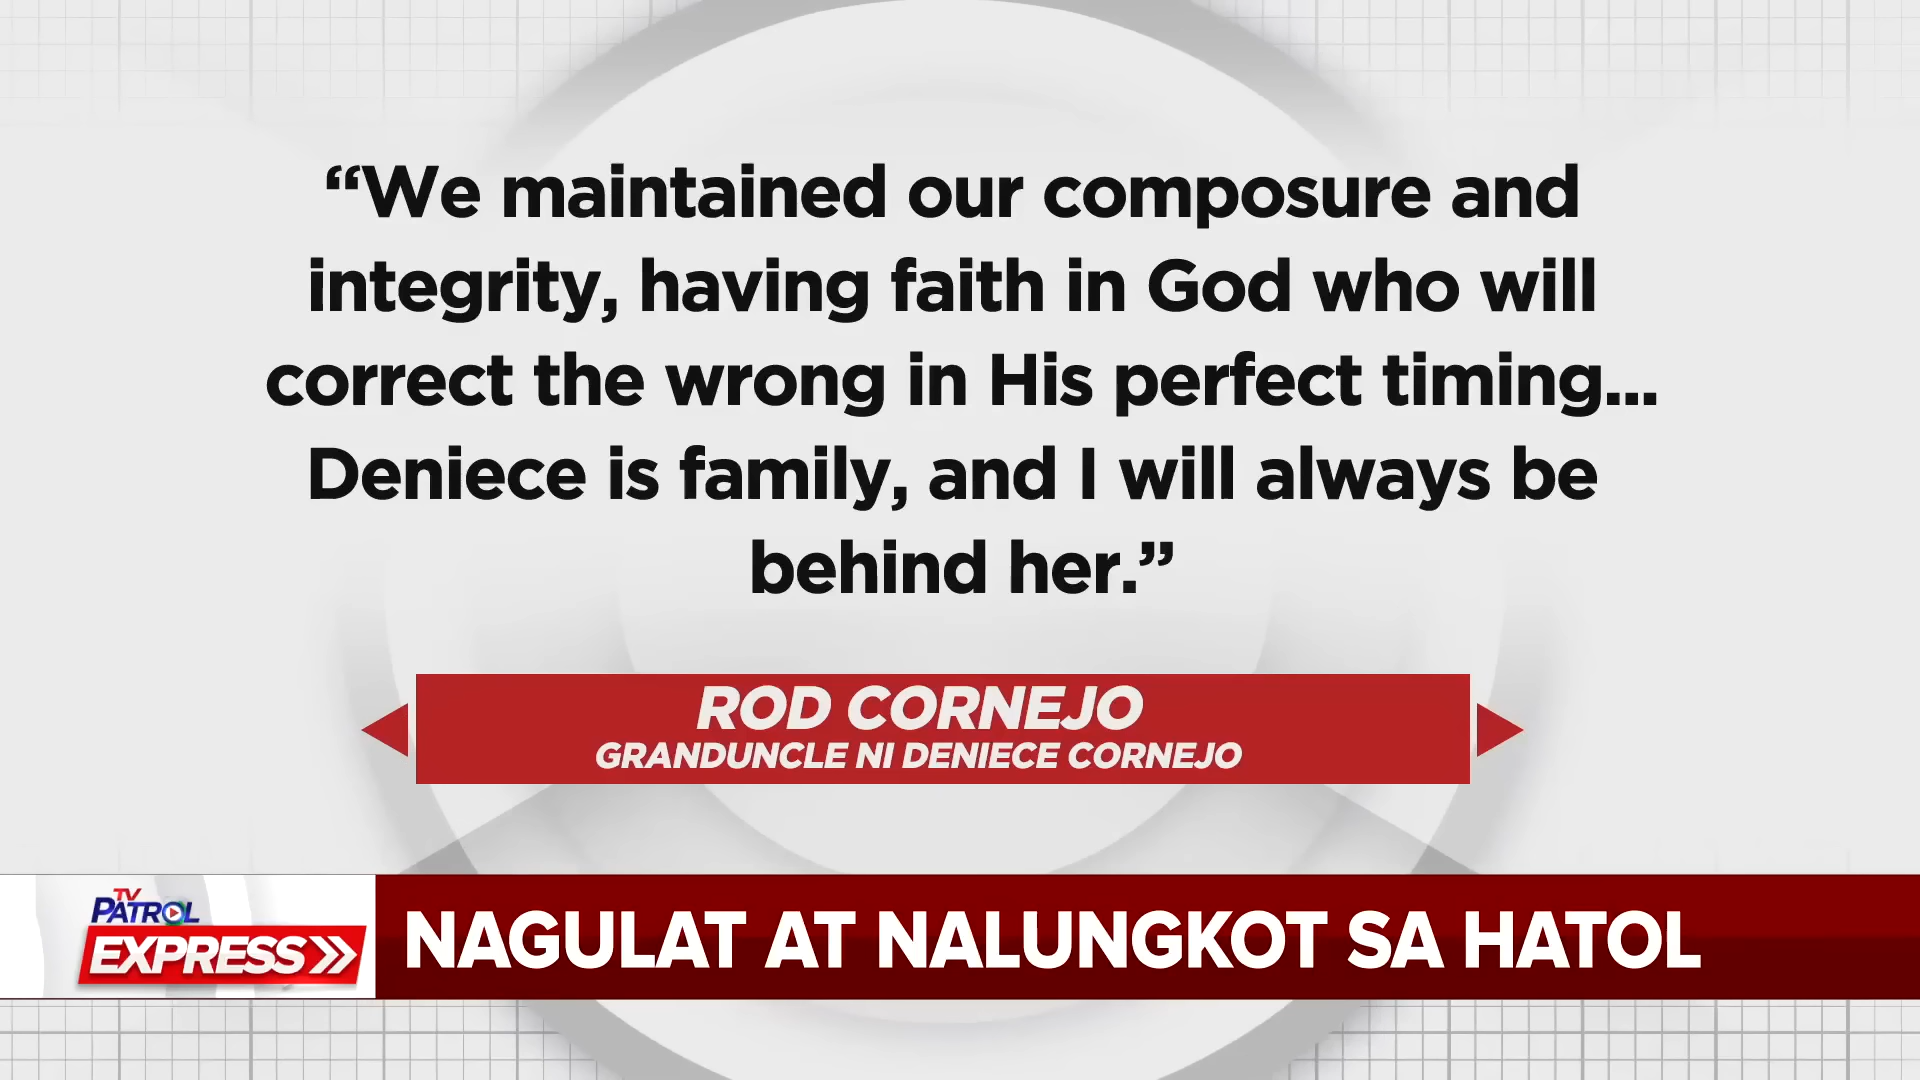 “We maintained our composure and
integrity, having faith in God who will
correct the wrong in His perfect timing...
Deniece is family, and I will always be
behind her.”
ROD CORNEJO
GRANDUNCLE NI DENIECE CORNEJO
TV
PATROL
EXPRESS
NAGULAT AT NALUNGKOT SA HATOL